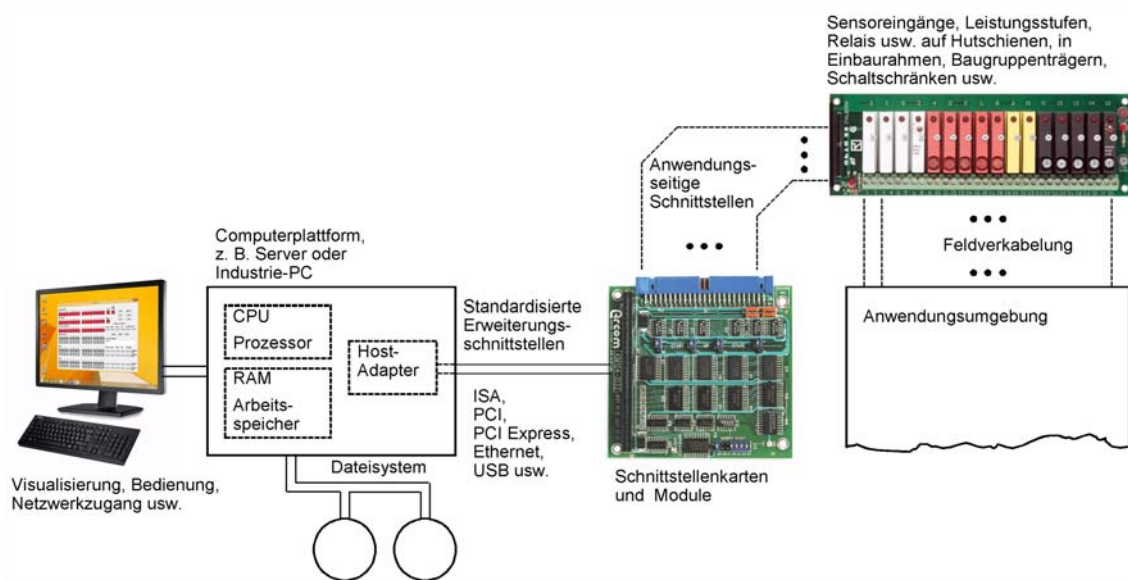 Sensoreingänge, Leistungsstufen,
Relais usw. auf Hutschienen, in
Einbaurahmen, Baugruppenträgern,
Schaltschränken usw.
Anwendungs-
seitige
Schnittstellen
Feldverkabelung
Anwendungsumgebung
Computerplattform,
z. B. Server oder
Industrie-PC
CPU
Prozessor
RAM
Arbeits-
speicher
Host-
Adapter
Standardisierte
Erweiterungs-
schnittstellen
ISA,
PCI,
PCI Express,
Ethernet,
USB usw.
arcom
Schnittstellenkarten
und Module
Dateisystem
Visualisierung, Bedienung,
Netzwerkzugang usw.